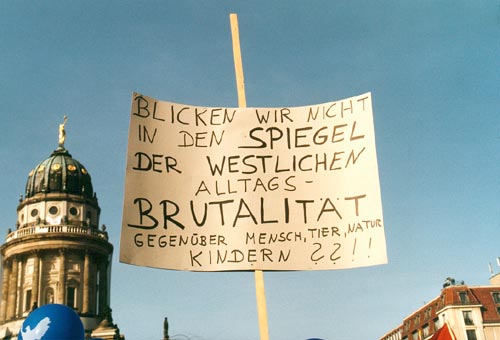 BLICKEN WIR NICHT
IN DEN SPIEGEL
DER WESTLICHEN
ALLTAGS-
BRUTALITÄT
GEGENÜBER MENSCH, TIER, NATUR
KINDERN ??!!